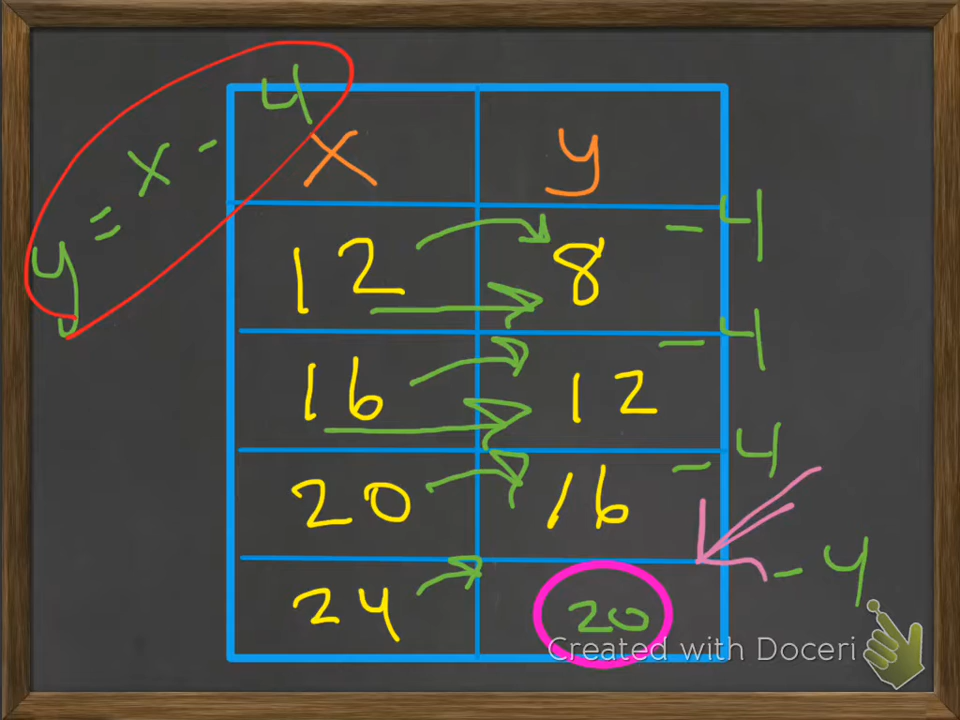 y = x - 4
x y
12 8 -4
16 12 -4
20 16 -4
24 20 -4
Created with Doceri